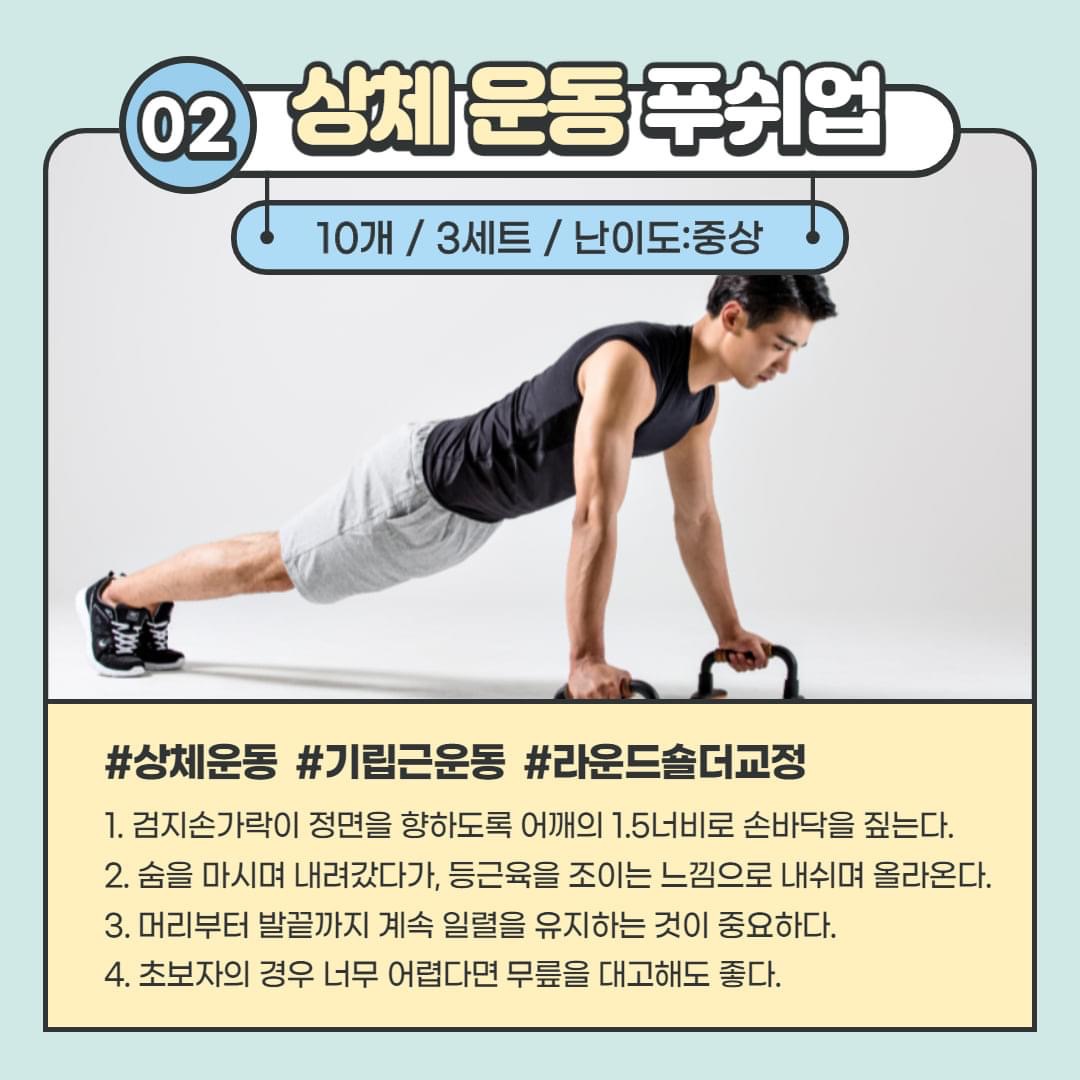 02 상체 운동 푸쉬업
10개 / 3세트 / 난이도:중상
#상체운동 #기립근운동 #라운드숄더교정
1. 검지손가락이 정면을 향하도록 어깨의 1.5너비로 손바닥을 짚는다.
2. 숨을 마시며 내려갔다가, 등근육을 조이는 느낌으로 내쉬며 올라온다.
3. 머리부터 발끝까지 계속 일렬을 유지하는 것이 중요하다.
4. 초보자의 경우 너무 어렵다면 무릎을 대고해도 좋다.